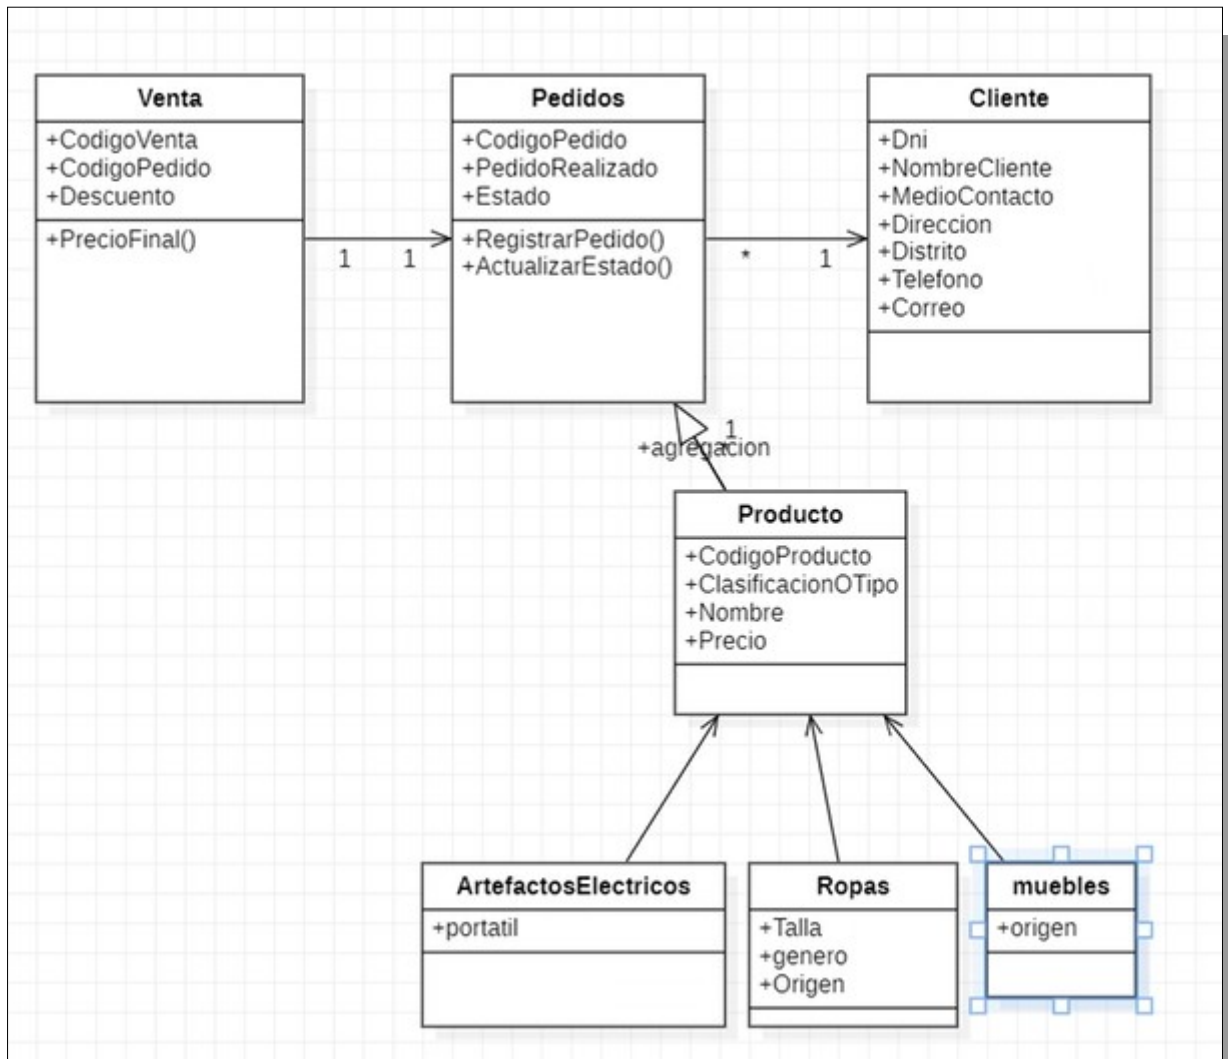 Venta
+CodigoVenta
+CodigoPedido
+Descuento
+PrecioFinal()
1
1
Pedidos
+CodigoPedido
+PedidoRealizado
+Estado
+RegistrarPedido()
+ActualizarEstado()
*
1
Cliente
+Dni
+NombreCliente
+MedioContacto
+Direccion
+Distrito
+Telefono
+Correo
1
+agregacion
Producto
+CodigoProducto
+ClasificacionOTipo
+Nombre
+Precio
ArtefactosElectricos
+portatil
Ropas
+Talla
+genero
+Origen
muebles
+origen